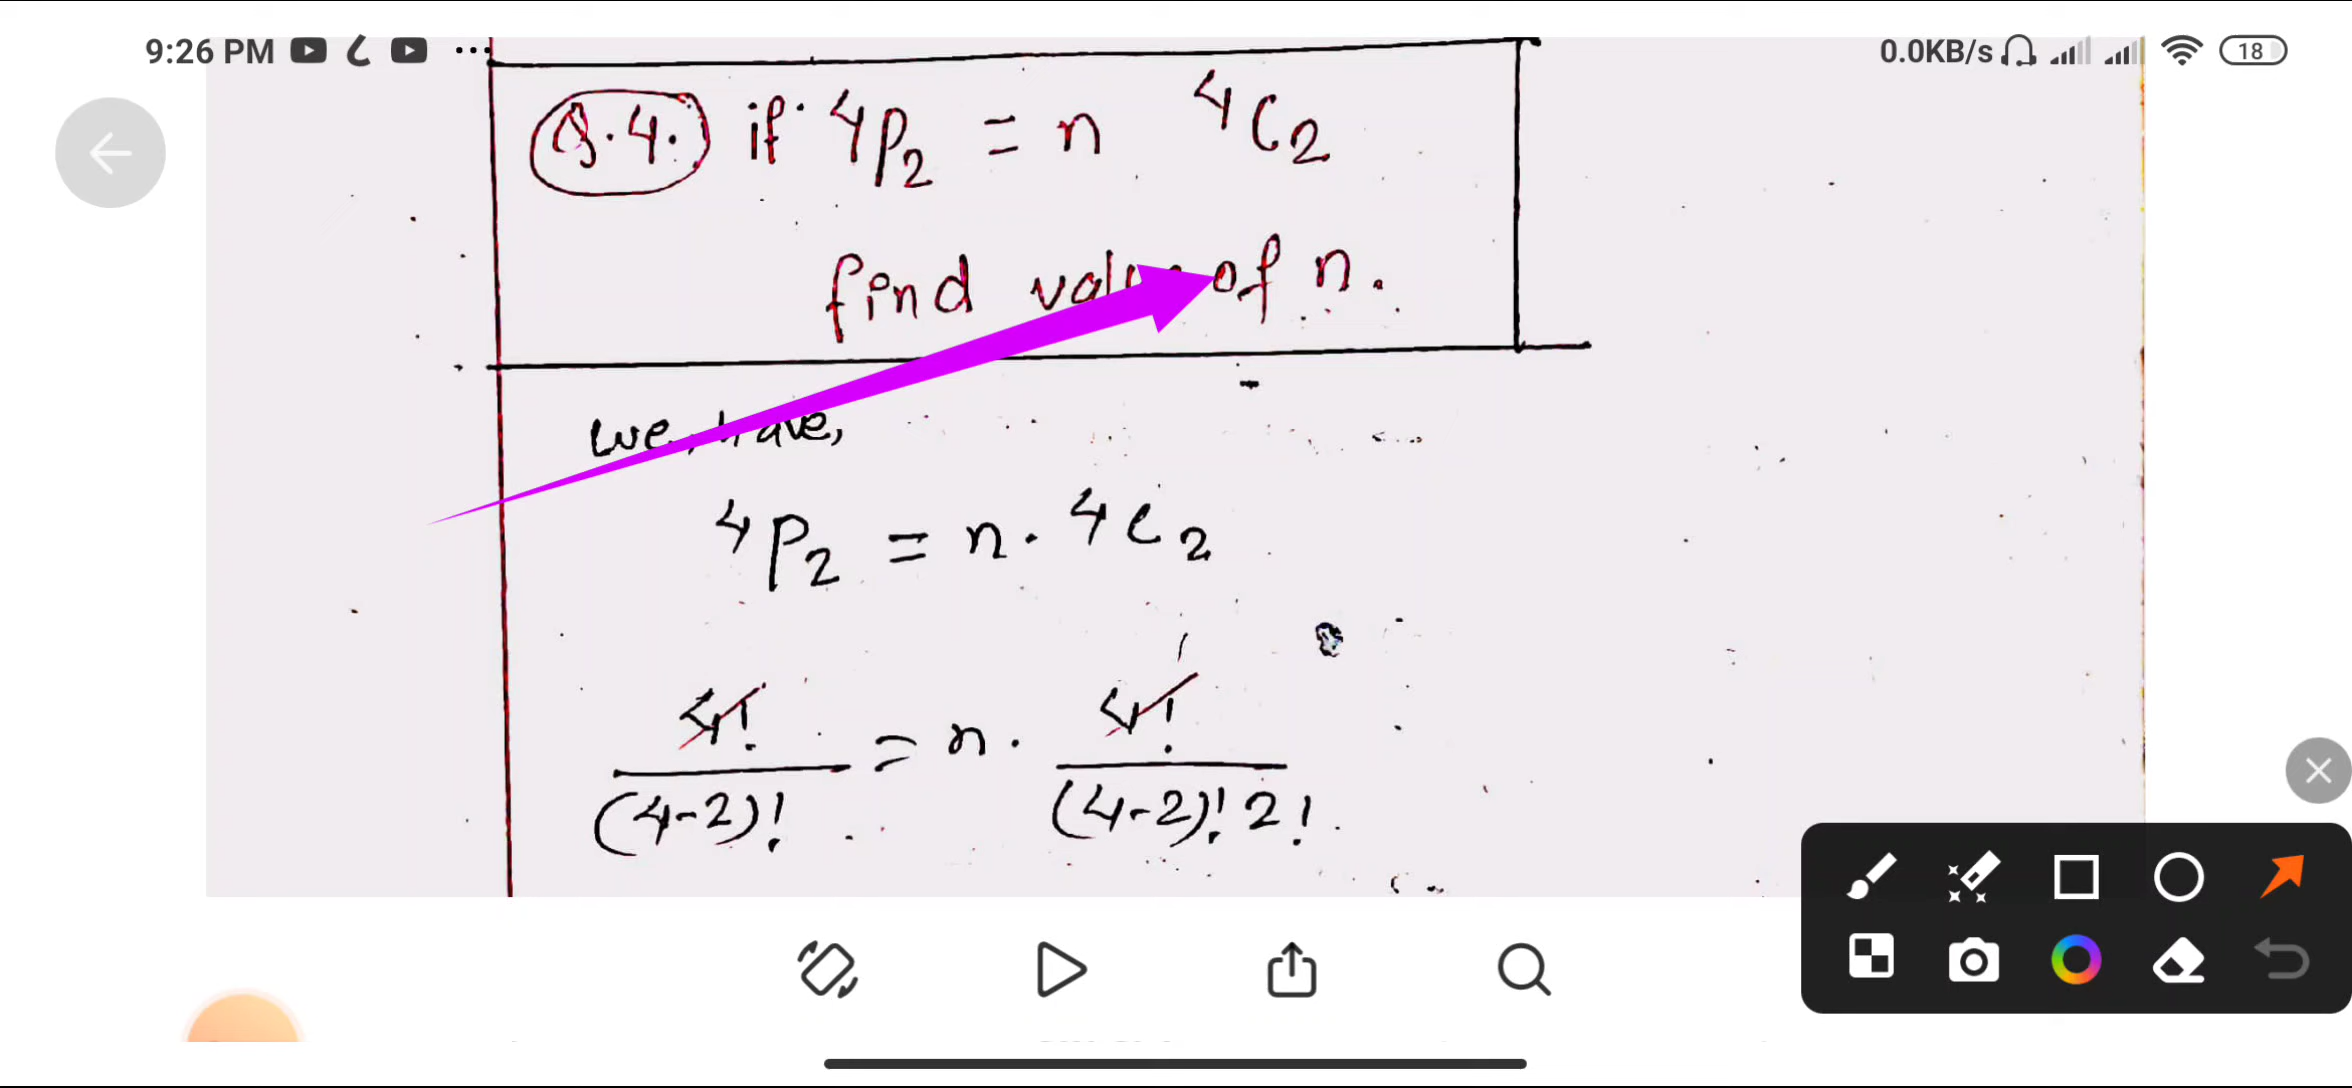 9:26 PM ... 0.0KB/s 18
Q.4. if ⁴P₂ = n ⁴C₂
find of n.
we have,
⁴P₂ = n. ⁴C₂
4!/(4-2)! = n. 4!/(4-2)! 2!
1